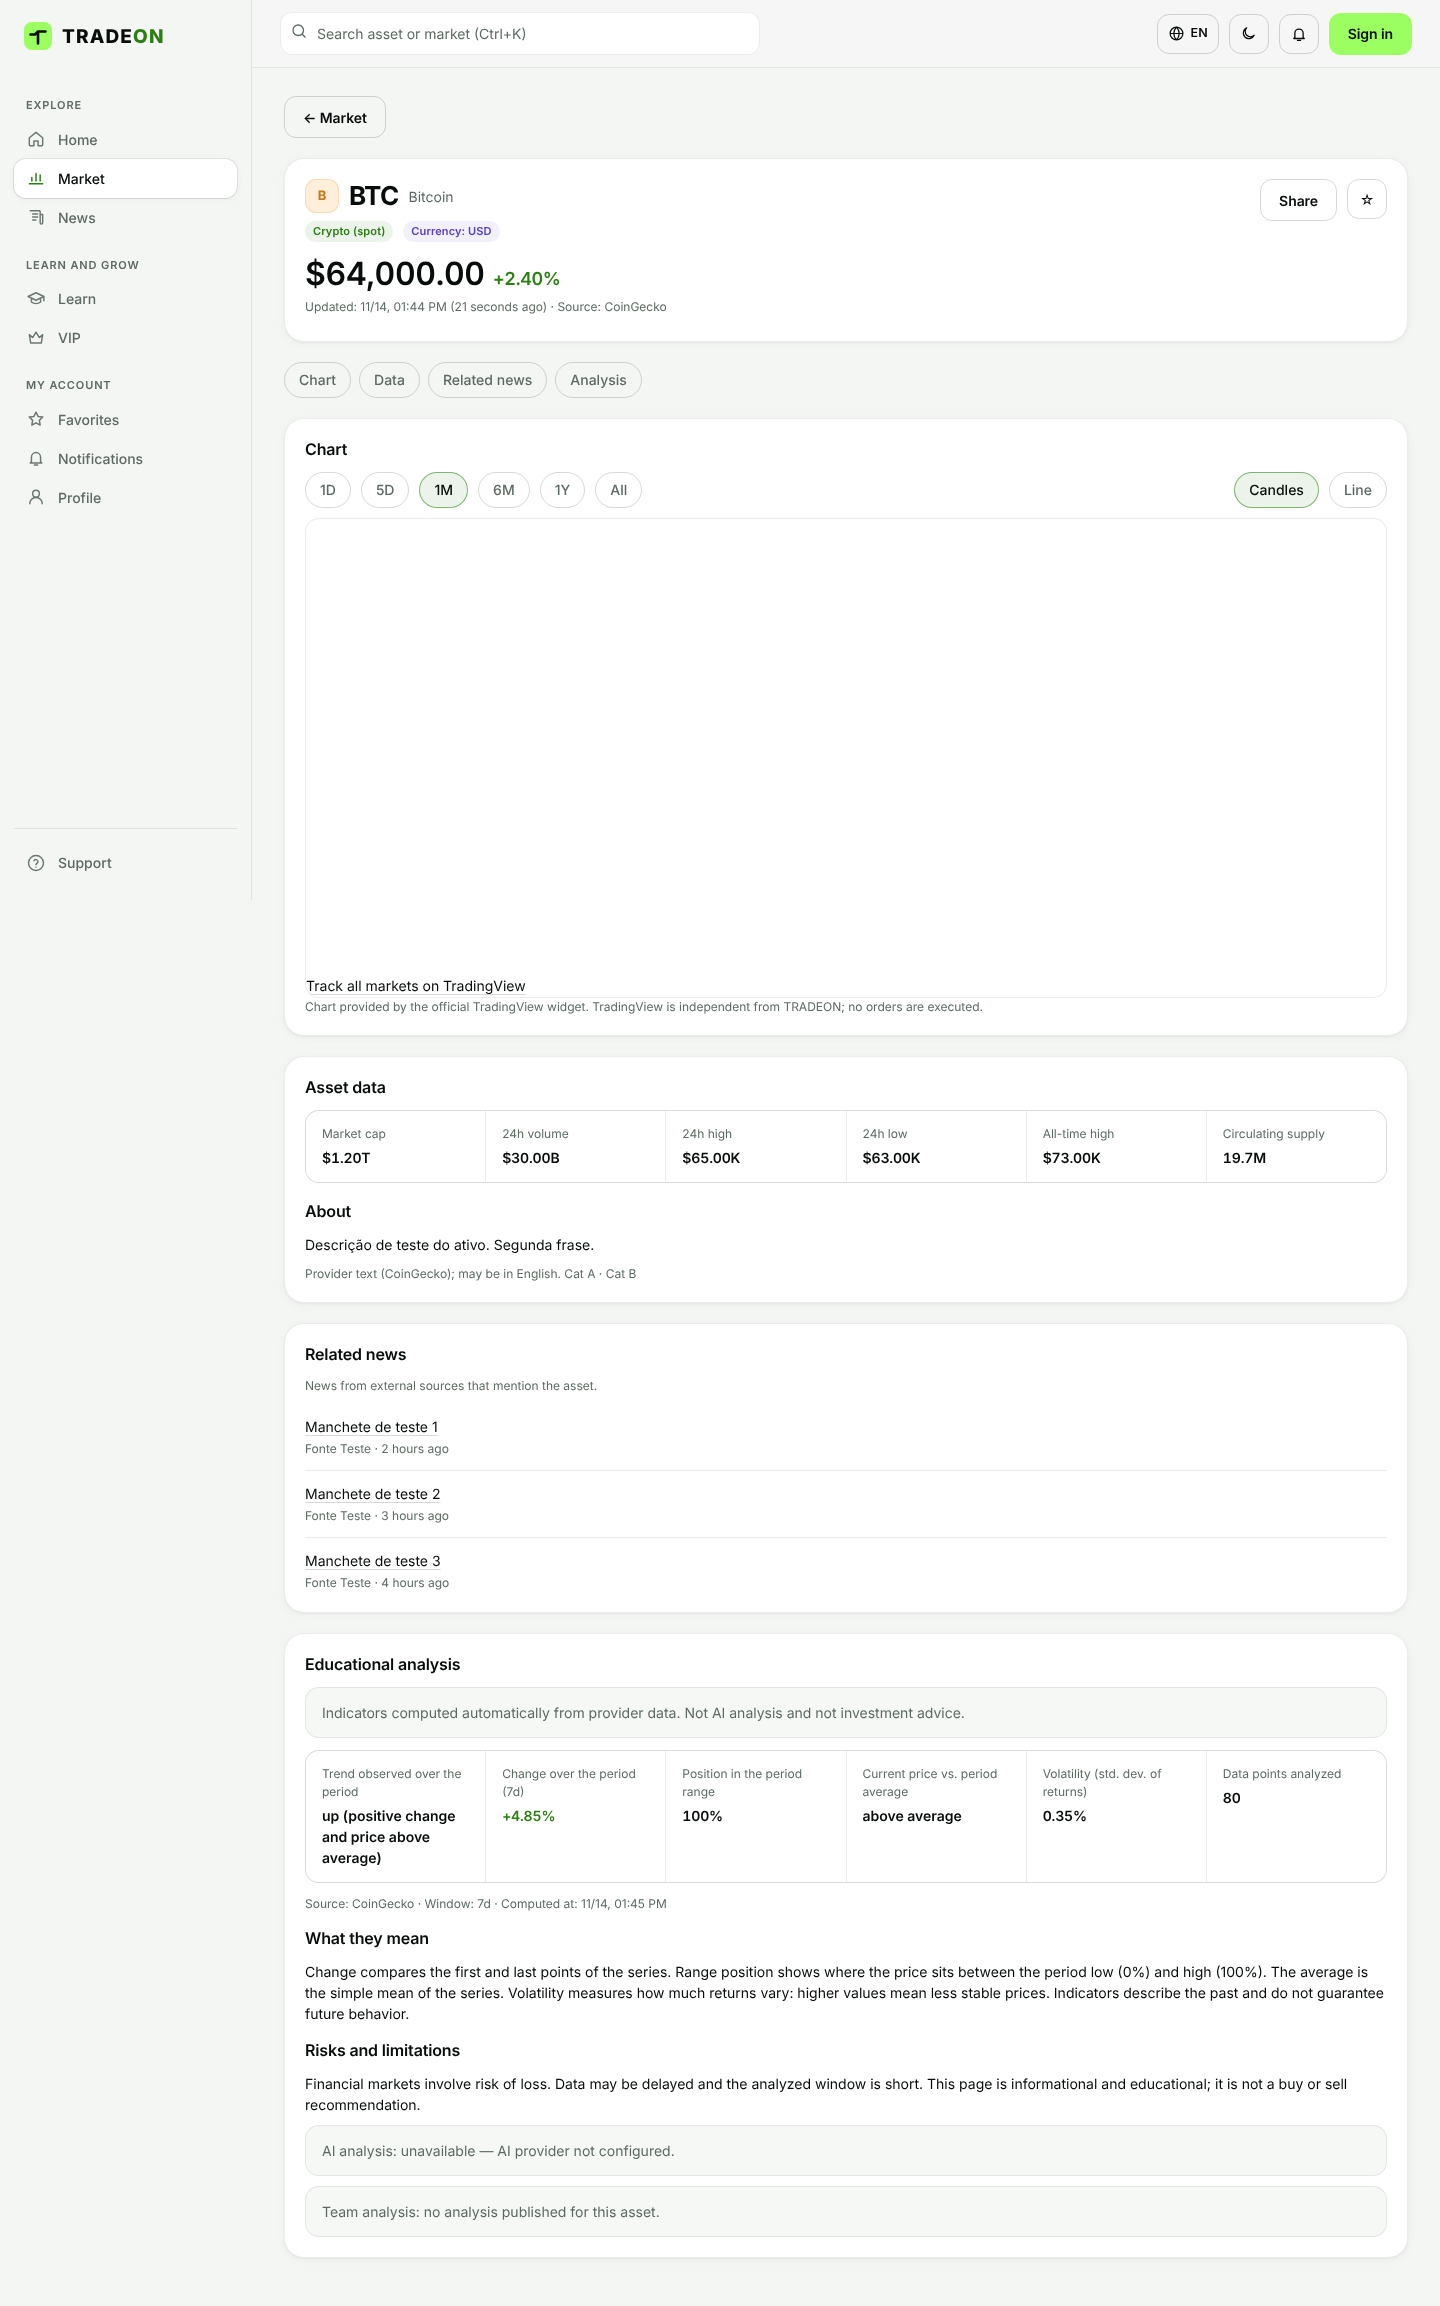 TRADEON
Search asset or market (Ctrl+K)
EN
Sign in
EXPLORE
Home
Market
News
LEARN AND GROW
Learn
VIP
MY ACCOUNT
Favorites
Notifications
Profile
Support
← Market
B
BTC Bitcoin
Share
Crypto (spot) Currency: USD
$64,000.00 +2.40%
Updated: 11/14, 01:44 PM (21 seconds ago) · Source: CoinGecko
Chart
Data
Related news
Analysis
Chart
1D
5D
1M
6M
1Y
All
Candles
Line
Track all markets on TradingView
Chart provided by the official TradingView widget. TradingView is independent from TRADEON; no orders are executed.
Asset data
Market cap
$1.20T
24h volume
$30.00B
24h high
$65.00K
24h low
$63.00K
All-time high
$73.00K
Circulating supply
19.7M
About
Descrição de teste do ativo. Segunda frase.
Provider text (CoinGecko); may be in English. Cat A · Cat B
Related news
News from external sources that mention the asset.
Manchete de teste 1
Fonte Teste · 2 hours ago
Manchete de teste 2
Fonte Teste · 3 hours ago
Manchete de teste 3
Fonte Teste · 4 hours ago
Educational analysis
Indicators computed automatically from provider data. Not AI analysis and not investment advice.
Trend observed over the
period
up (positive change
and price above
average)
Change over the period
(7d)
+4.85%
Position in the period
range
100%
Current price vs. period
average
above average
Volatility (std. dev. of
returns)
0.35%
Data points analyzed
80
Source: CoinGecko · Window: 7d · Computed at: 11/14, 01:45 PM
What they mean
Change compares the first and last points of the series. Range position shows where the price sits between the period low (0%) and high (100%). The average is
the simple mean of the series. Volatility measures how much returns vary: higher values mean less stable prices. Indicators describe the past and do not guarantee
future behavior.
Risks and limitations
Financial markets involve risk of loss. Data may be delayed and the analyzed window is short. This page is informational and educational; it is not a buy or sell
recommendation.
AI analysis: unavailable — AI provider not configured.
Team analysis: no analysis published for this asset.